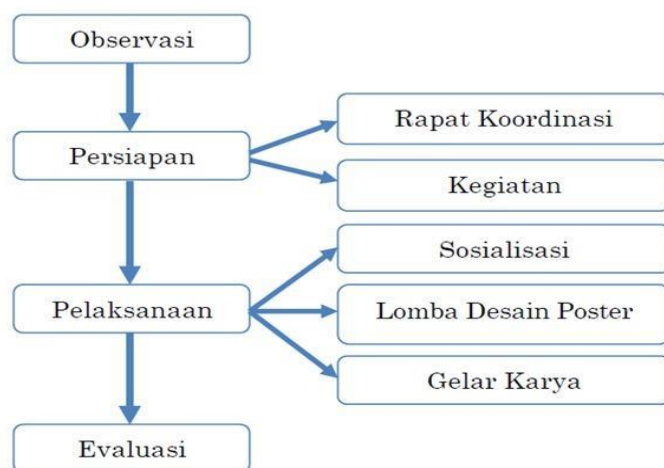 Observasi
Persiapan
Rapat Koordinasi
Kegiatan
Pelaksanaan
Sosialisasi
Lomba Desain Poster
Gelar Karya
Evaluasi